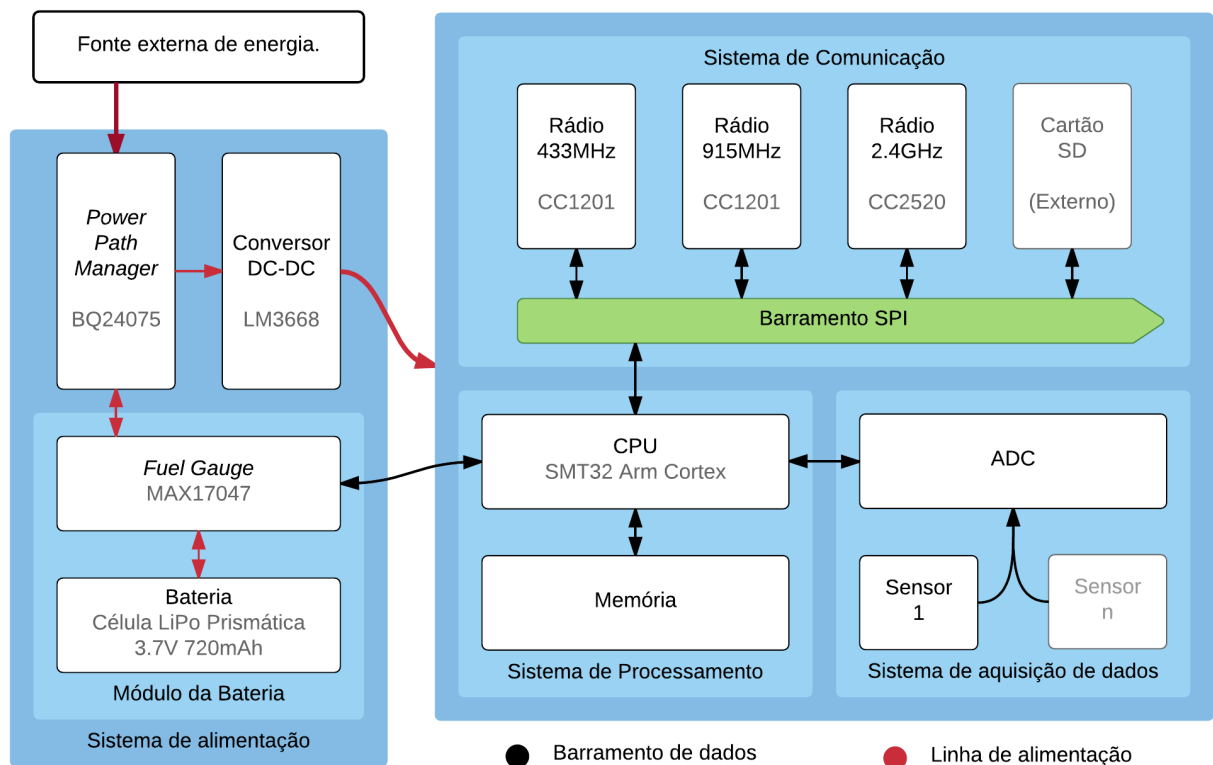 Fonte externa de energia.
Power
Path
Manager
BQ24075
Conversor
DC-DC
LM3668
Fuel Gauge
MAX17047
Bateria
Célula LiPo Prismática
3.7V 720mAh
Módulo da Bateria
Sistema de alimentação
Sistema de Comunicação
Rádio
433MHz
CC1201
Rádio
915MHz
CC1201
Rádio
2.4GHz
CC2520
Cartão
SD
(Externo)
Barramento SPI
CPU
SMT32 Arm Cortex
Memória
Sistema de Processamento
ADC
Sensor
1
Sensor
n
Sistema de aquisição de dados
Barramento de dados
Linha de alimentação